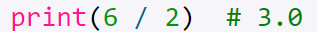 print(6 / 2)  # 3.0